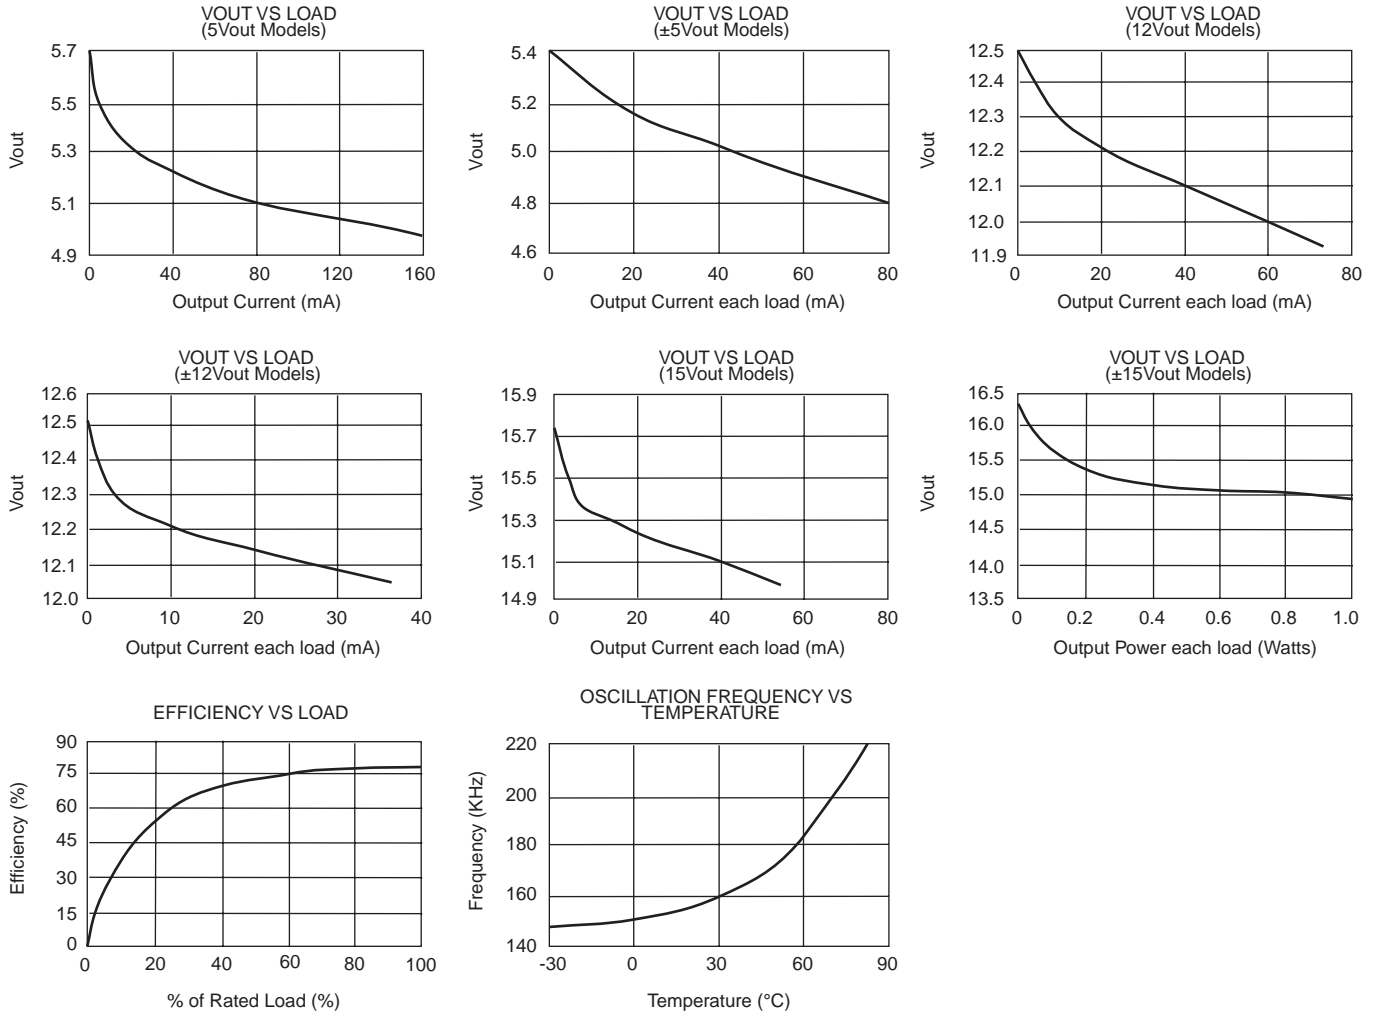 VOUT VS LOAD
(5Vout Models)
5.7
5.5
5.3
5.1
4.9
Vout
0 40 80 120 160
Output Current (mA)
VOUT VS LOAD
(±5Vout Models)
5.4
5.2
5.0
4.8
4.6
Vout
0 20 40 60 80
Output Current each load (mA)
VOUT VS LOAD
(12Vout Models)
12.5
12.4
12.3
12.2
12.1
12.0
11.9
Vout
0 20 40 60 80
Output Current each load (mA)
VOUT VS LOAD
(±12Vout Models)
12.6
12.5
12.4
12.3
12.2
12.1
12.0
Vout
0 10 20 30 40
Output Current each load (mA)
VOUT VS LOAD
(15Vout Models)
15.9
15.7
15.5
15.3
15.1
14.9
Vout
0 20 40 60 80
Output Current each load (mA)
VOUT VS LOAD
(±15Vout Models)
16.5
16.0
15.5
15.0
14.5
14.0
13.5
Vout
0 0.2 0.4 0.6 0.8 1.0
Output Power each load (Watts)
EFFICIENCY VS LOAD
90
75
60
45
30
15
0
Efficiency (%)
0 20 40 60 80 100
% of Rated Load (%)
OSCILLATION FREQUENCY VS
TEMPERATURE
220
200
180
160
140
Frequency (KHz)
-30 0 30 60 90
Temperature (°C)